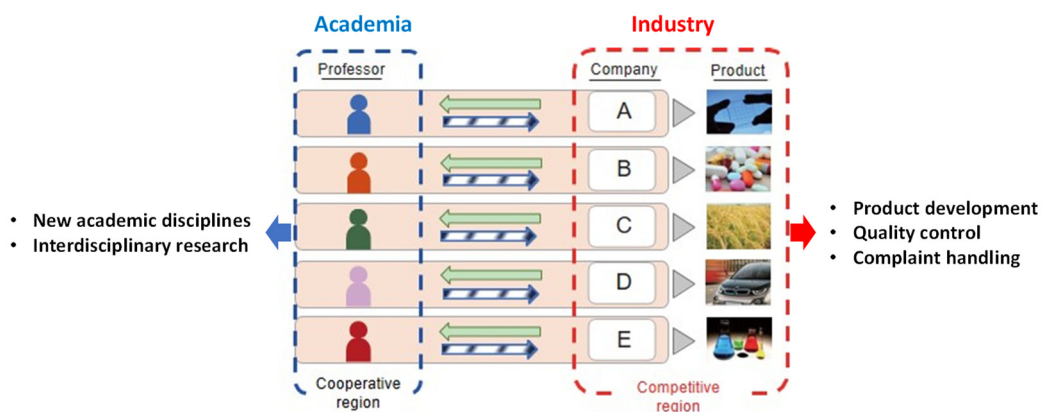 Academia
Industry
Professor
Company
Product
A
B
C
D
E
• New academic disciplines
• Interdisciplinary research
• Product development
• Quality control
• Complaint handling
Cooperative
region
Competitive
region